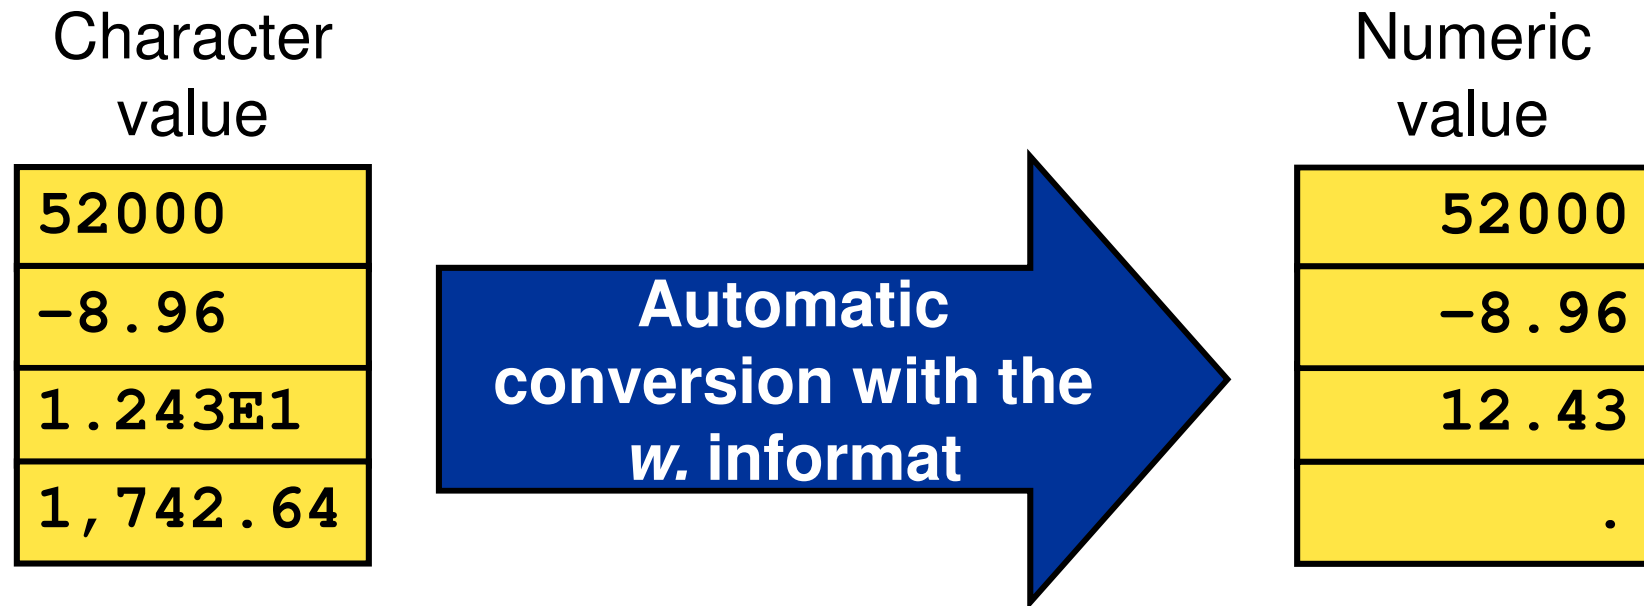 Character
value
52000
–8.96
1.243E1
1,742.64
Automatic
conversion with the
w. informat
Numeric
value
52000
–8.96
12.43
.